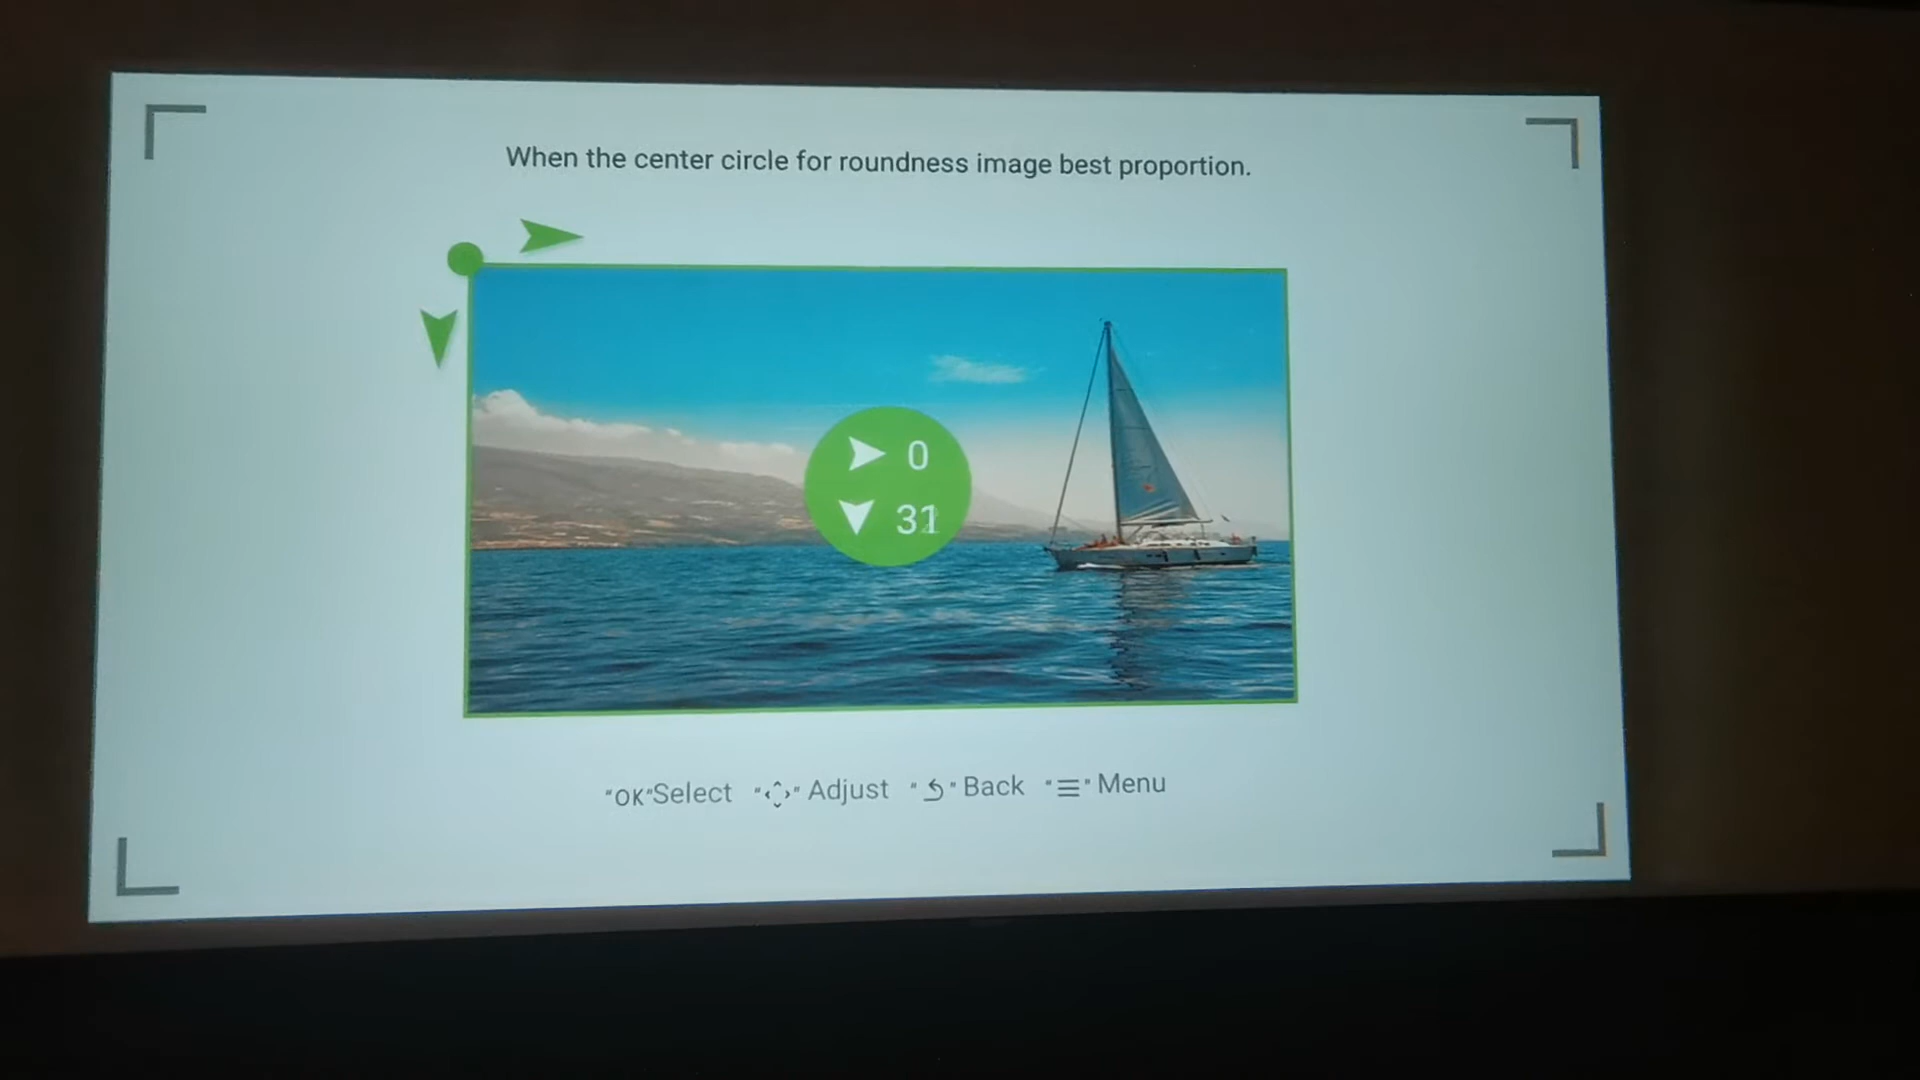 When the center circle for roundness image best proportion.
0
31
"OK"Select "‹›" Adjust "" Back "☰" Menu